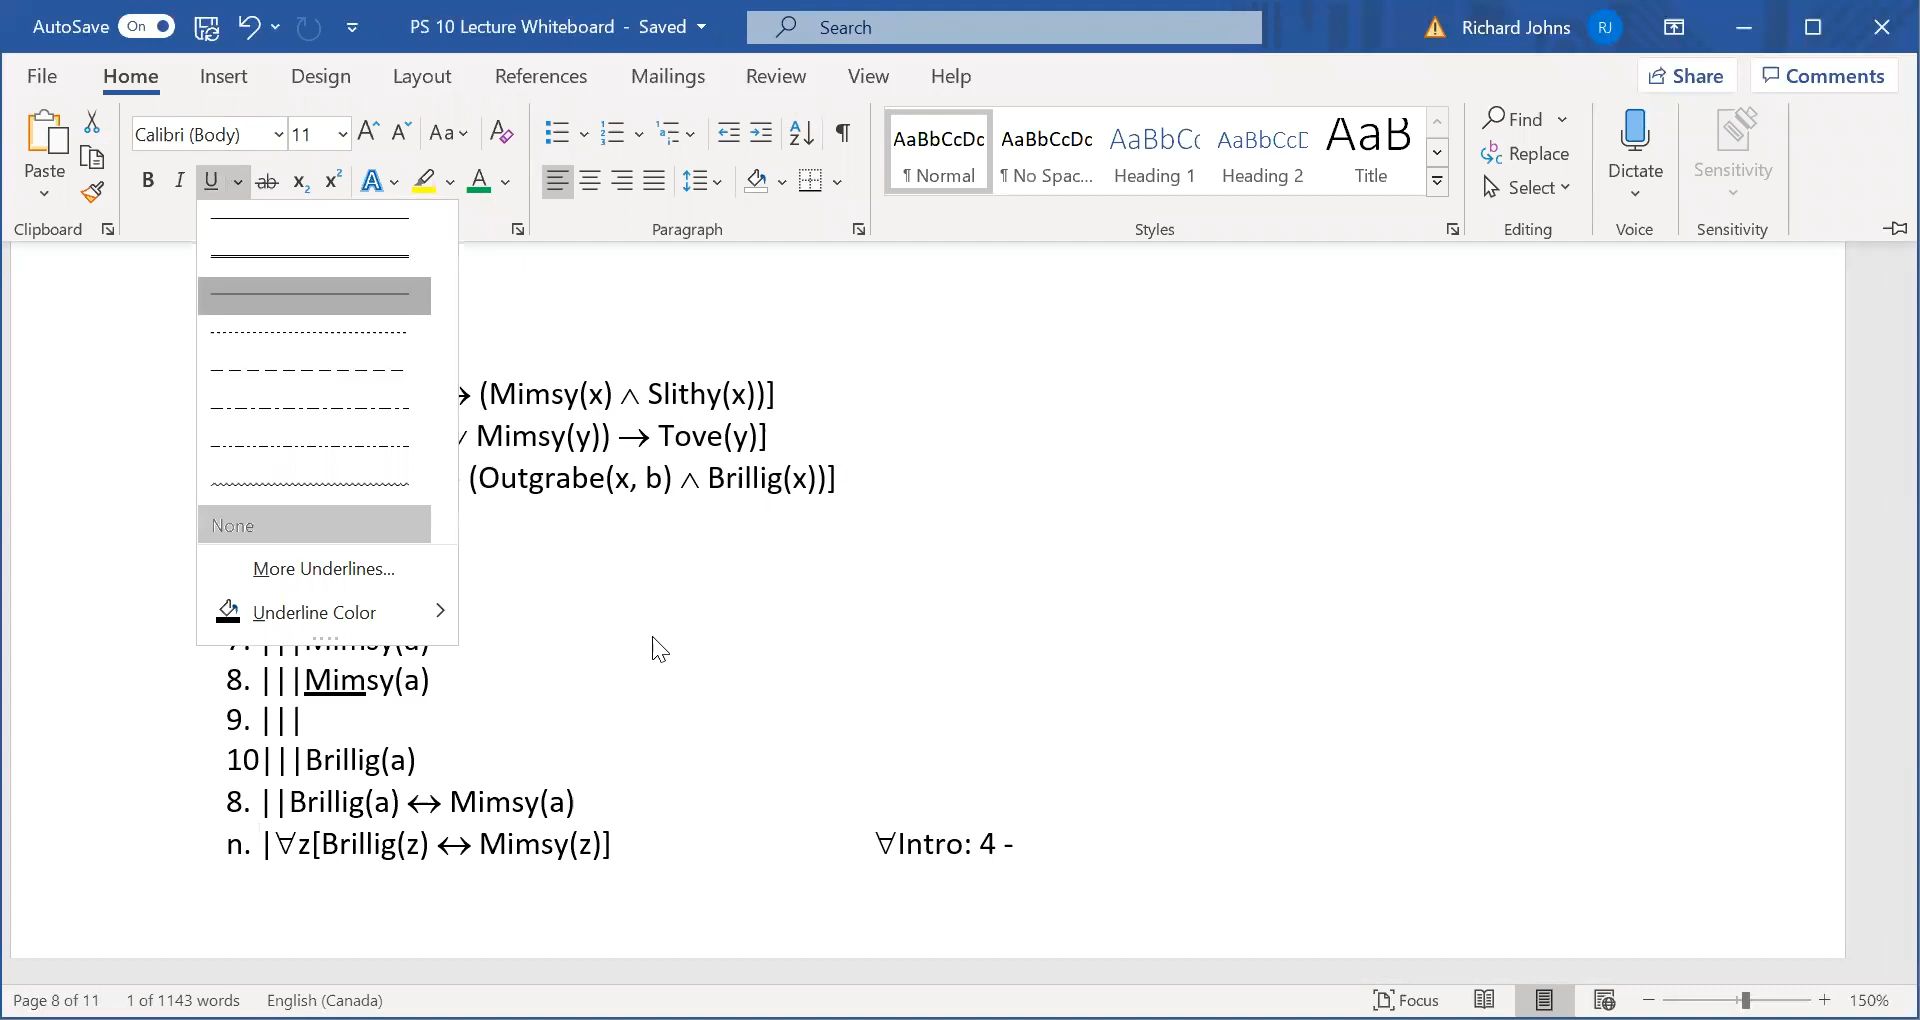 AutoSave On PS 10 Lecture Whiteboard - Saved Search Richard Johns RJ
File Home Insert Design Layout References Mailings Review View Help Share Comments
Paste Calibri (Body) 11 Aa AaBbCcDc AaBbCcDc AaBbCc AaBbCcD AaB Find Replace Select Dictate Sensitivity
B I U ab x₂ x² A A ¶ Normal ¶ No Spac... Heading 1 Heading 2 Title
Clipboard Paragraph Styles Editing Voice Sensitivity
→ (Mimsy(x) ∧ Slithy(x))]
Mimsy(y)) → Tove(y)]
(Outgrabe(x, b) ∧ Brillig(x))]
None
More Underlines...
Underline Color
8. |||Mimsy(a)
9. |||
10|||Brillig(a)
8. ||Brillig(a) ↔ Mimsy(a)
n. |∀z[Brillig(z) ↔ Mimsy(z)] ∀Intro: 4 -
Page 8 of 11 1 of 1143 words English (Canada) Focus 150%